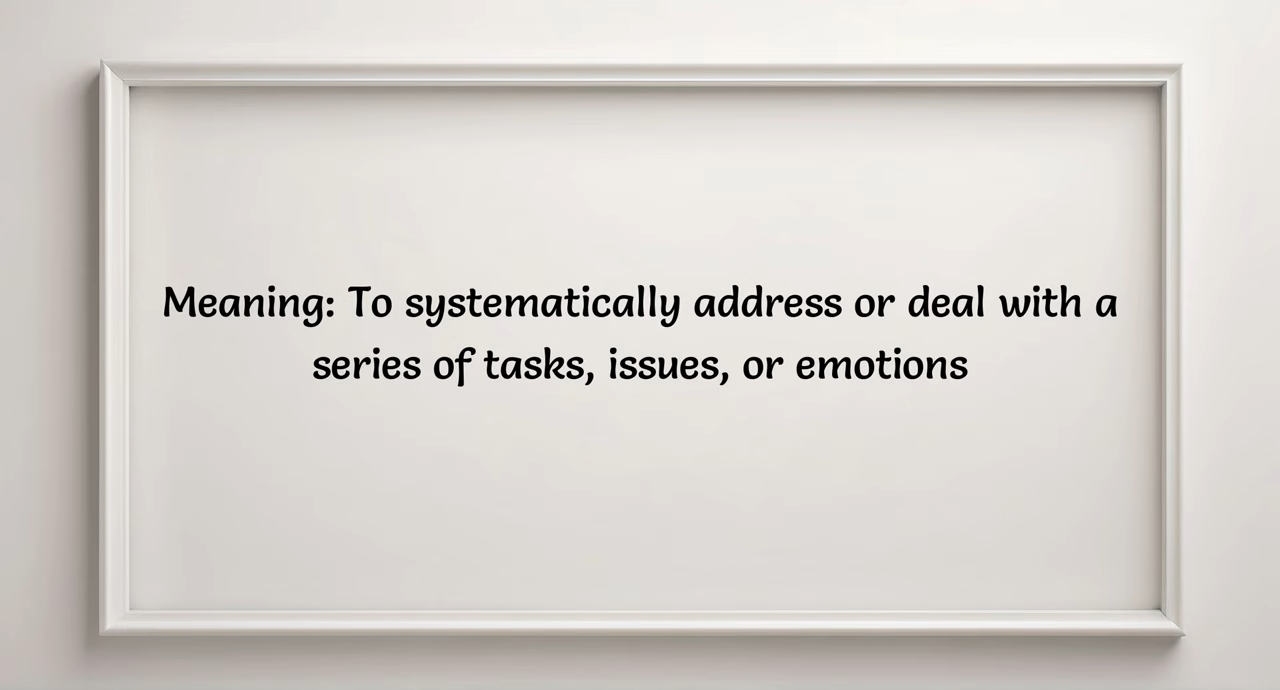 Meaning: To systematically address or deal with a
series of tasks, issues, or emotions